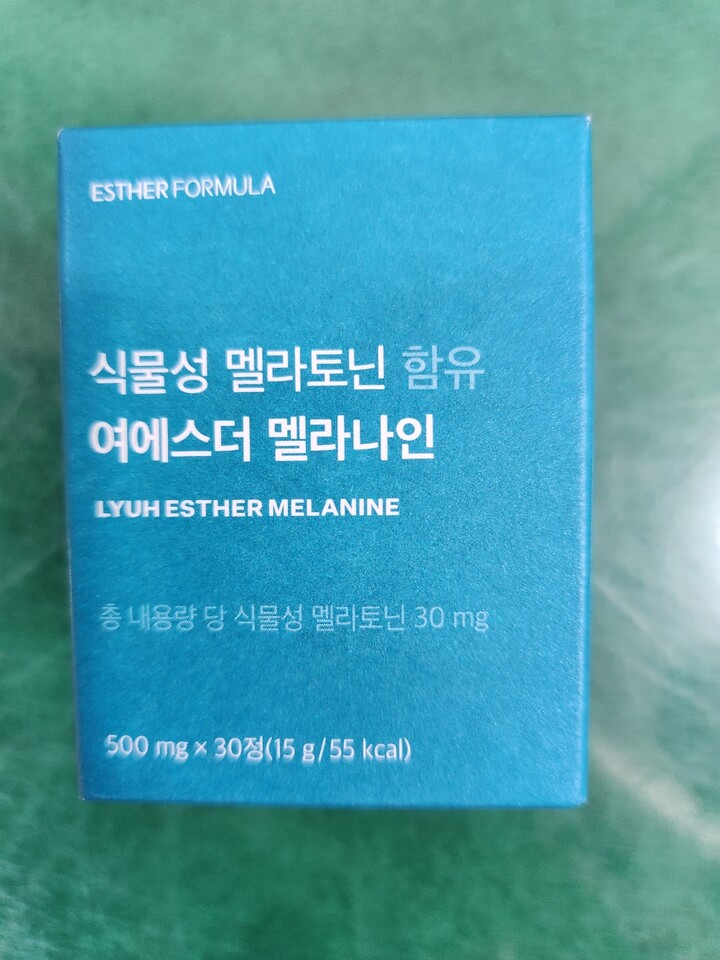 ESTHER FORMULA
식물성 멜라토닌 함유
여에스더 멜라나인
LYUH ESTHER MELANINE
총 내용량 당 식물성 멜라토닌 30 mg
500 mg × 30정(15 g/55 kcal)